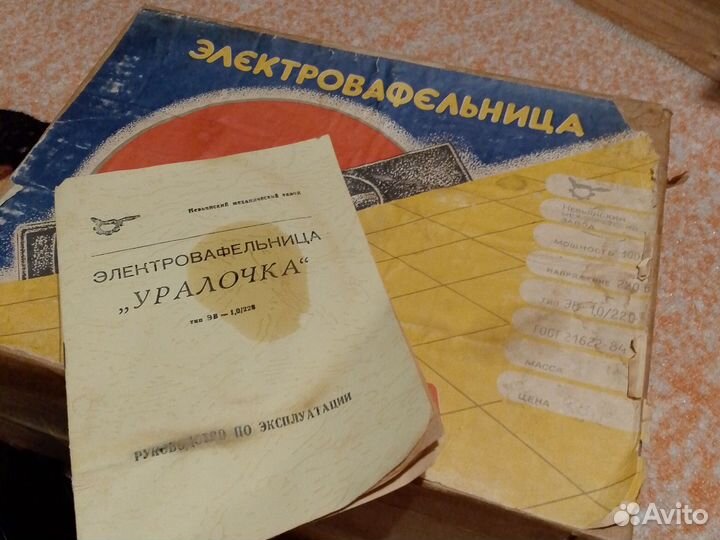 ЭЛЕКТРОВАФЕЛЬНИЦА
Невьянский механический завод
ЭЛЕКТРОВАФЕЛЬНИЦА
„УРАЛОЧКА“
тип ЭВ — 1,0/220
РУКОВОДСТВО ПО ЭКСПЛУАТАЦИИ
НЕВЬЯНСКИЙ
МЕХАНИЧЕСКИЙ
ЗАВОД
МОЩНОСТЬ
НАПРЯЖЕНИЕ 220 В
ТИП ЭВ 1,0/220
ГОСТ 21622-84
МАССА
ЦЕНА
Avito